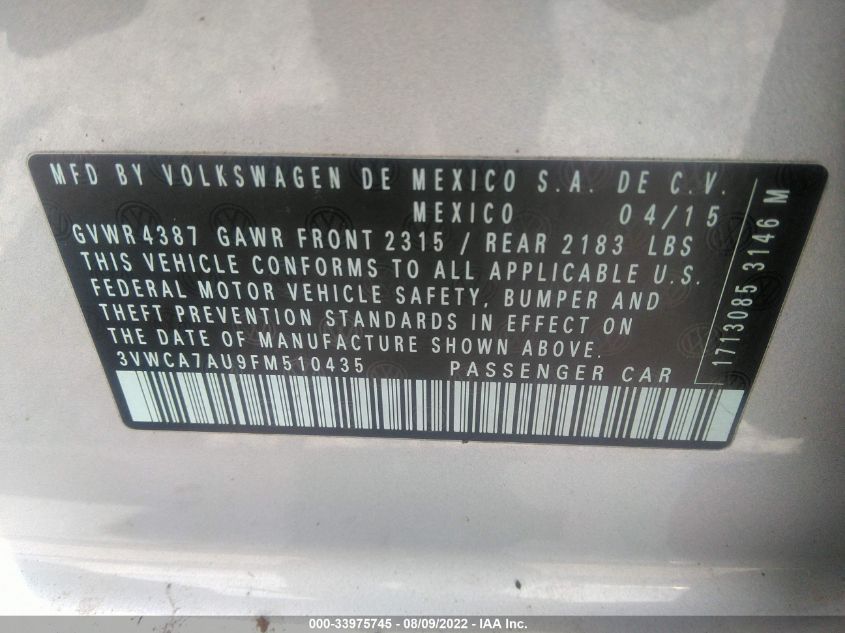 MFD BY VOLKSWAGEN DE MEXICO S.A. DE C.V.
MEXICO 04/15
GVWR 4387 GAWR FRONT 2315 / REAR 2183 LBS
THIS VEHICLE CONFORMS TO ALL APPLICABLE U.S.
FEDERAL MOTOR VEHICLE SAFETY, BUMPER AND
THEFT PREVENTION STANDARDS IN EFFECT ON
THE DATE OF MANUFACTURE SHOWN ABOVE.
3VWCA7AU9FM510435 PASSENGER CAR
1713085 3146 M
000-33975745 - 08/09/2022 - IAA Inc.